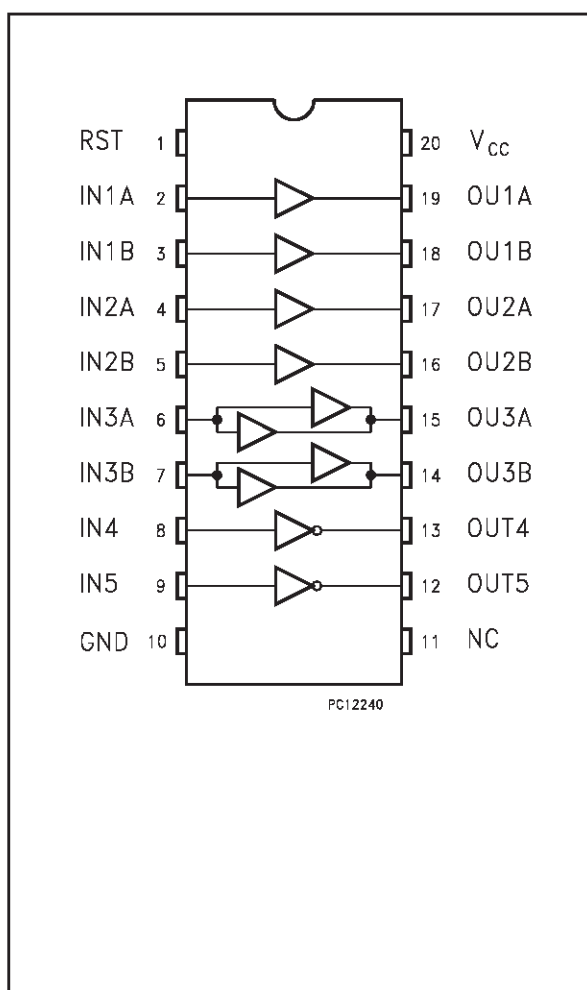 RST 1 20 VCC
IN1A 2 19 OU1A
IN1B 3 18 OU1B
IN2A 4 17 OU2A
IN2B 5 16 OU2B
IN3A 6 15 OU3A
IN3B 7 14 OU3B
IN4 8 13 OUT4
IN5 9 12 OUT5
GND 10 11 NC
PC12240